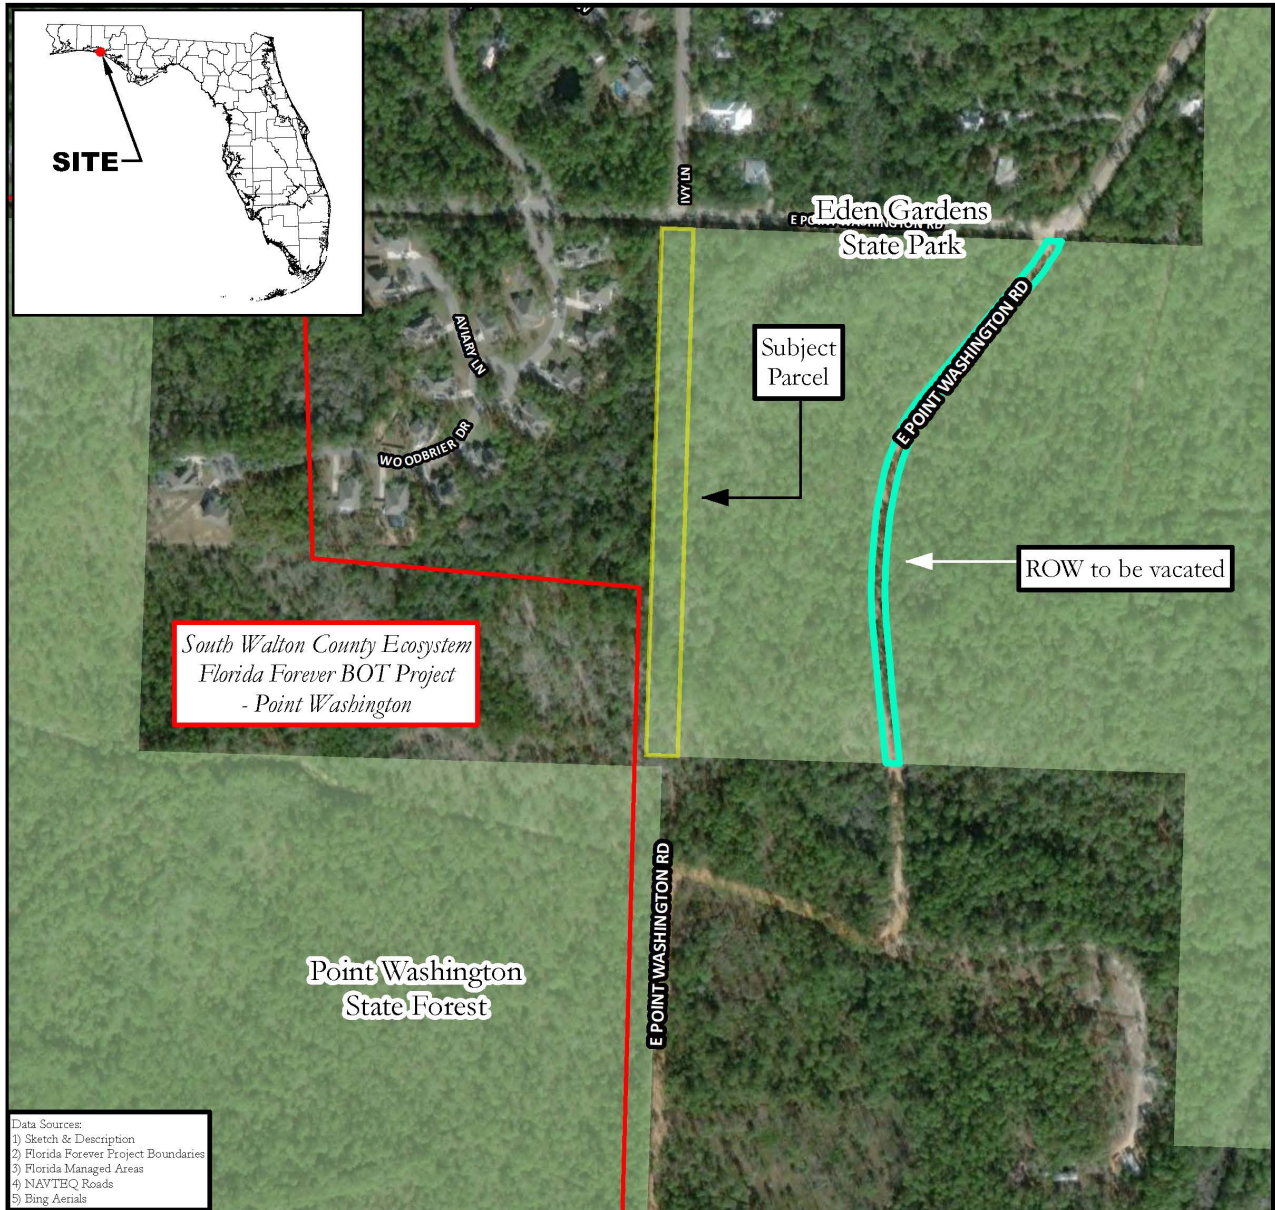 SITE
IVY LN
E POINT WASHINGTON RD
Eden Gardens
State Park
E POINT WASHINGTON RD
AVIARY LN
Subject
Parcel
WOODBRIER DR
ROW to be vacated
South Walton County Ecosystem
Florida Forever BOT Project
- Point Washington
E POINT WASHINGTON RD
Point Washington
State Forest
Data Sources:
1) Sketch & Description
2) Florida Forever Project Boundaries
3) Florida Managed Areas
4) NAVTEQ Roads
5) Bing Aerials